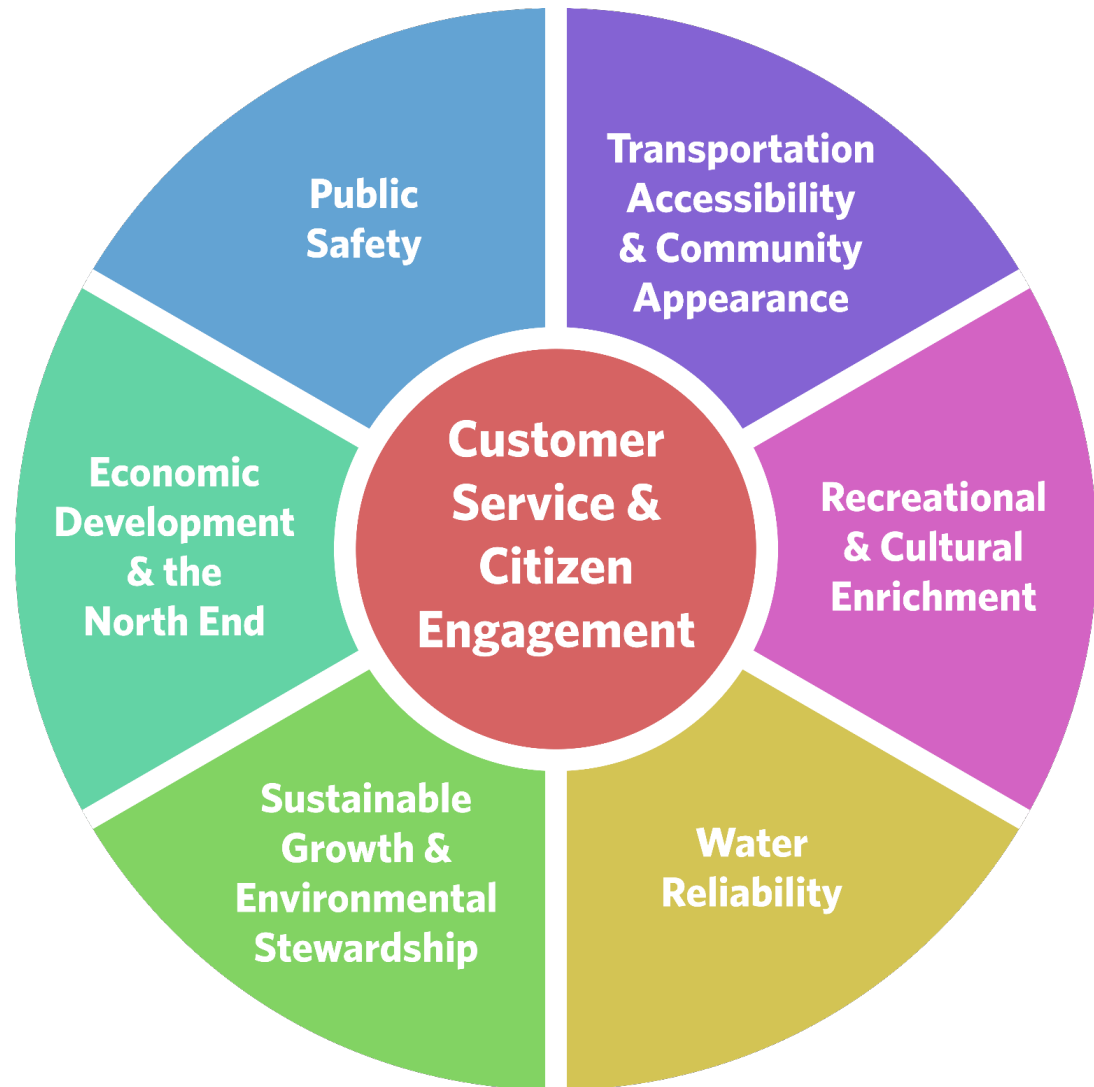 Public
Safety
Transportation
Accessibility
& Community
Appearance
Economic
Development
& the
North End
Customer
Service &
Citizen
Engagement
Recreational
& Cultural
Enrichment
Sustainable
Growth &
Environmental
Stewardship
Water
Reliability